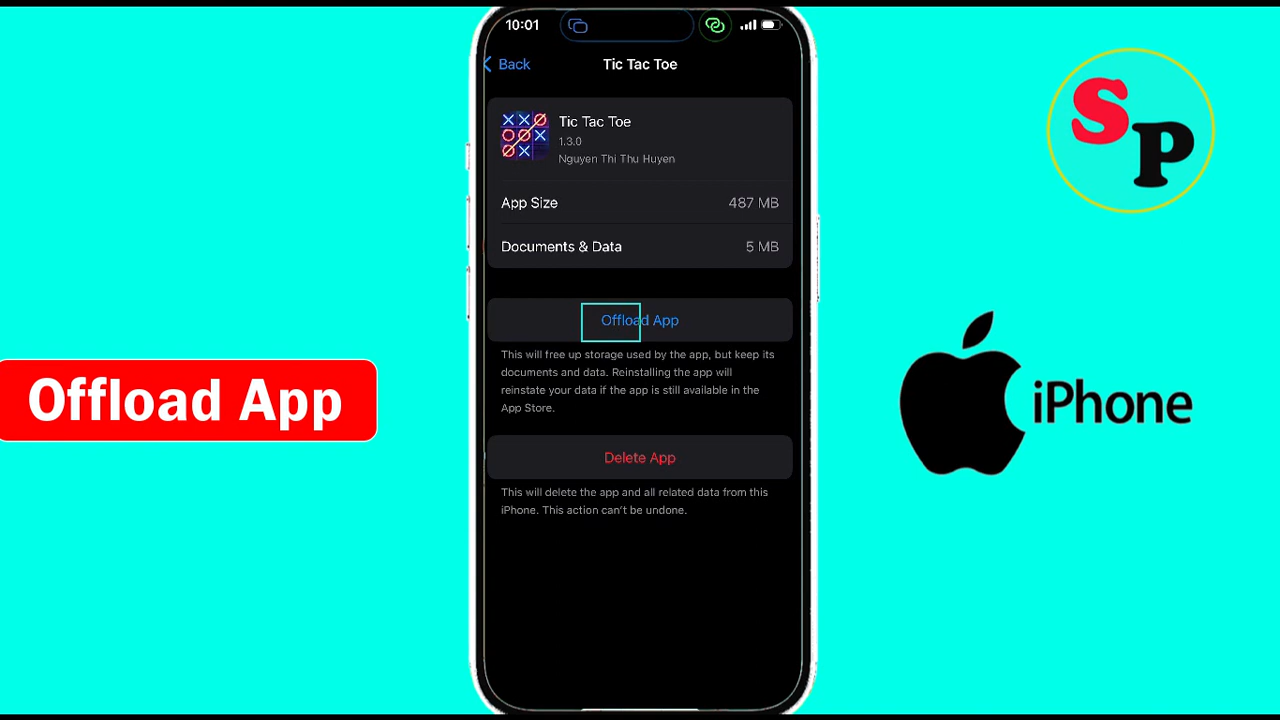 10:01
Back
Tic Tac Toe
Tic Tac Toe
1.3.0
Nguyen Thi Thu Huyen
App Size 487 MB
Documents & Data 5 MB
Offload App
This will free up storage used by the app, but keep its
documents and data. Reinstalling the app will
reinstate your data if the app is still available in the
App Store.
Delete App
This will delete the app and all related data from this
iPhone. This action can't be undone.
Offload App
SP
iPhone